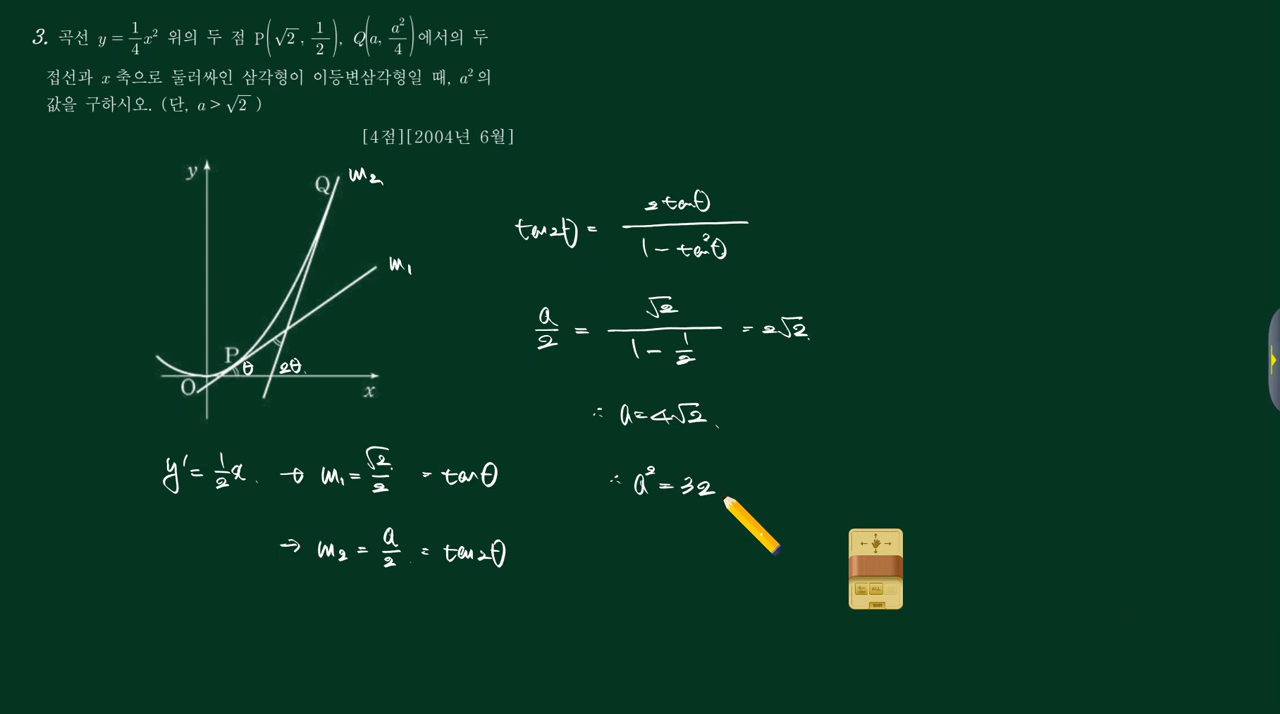 3. 곡선 y = 1/4 x² 위의 두 점 P(√2, 1/2), Q(a, a²/4)에서의 두
접선과 x축으로 둘러싸인 삼각형이 이등변삼각형일 때, a²의
값을 구하시오. (단, a > √2 )
[4점][2004년 6월]
y
Q
m₂
m₁
P
θ
2θ
O
x
y' = 1/2 x. → m₁ = √2/2 = tanθ
→ m₂ = a/2 = tan2θ
tan2θ = 2tanθ / (1 - tan²θ)
a/2 = √2 / (1 - 1/2) = 2√2.
∴ a = 4√2.
∴ a² = 32